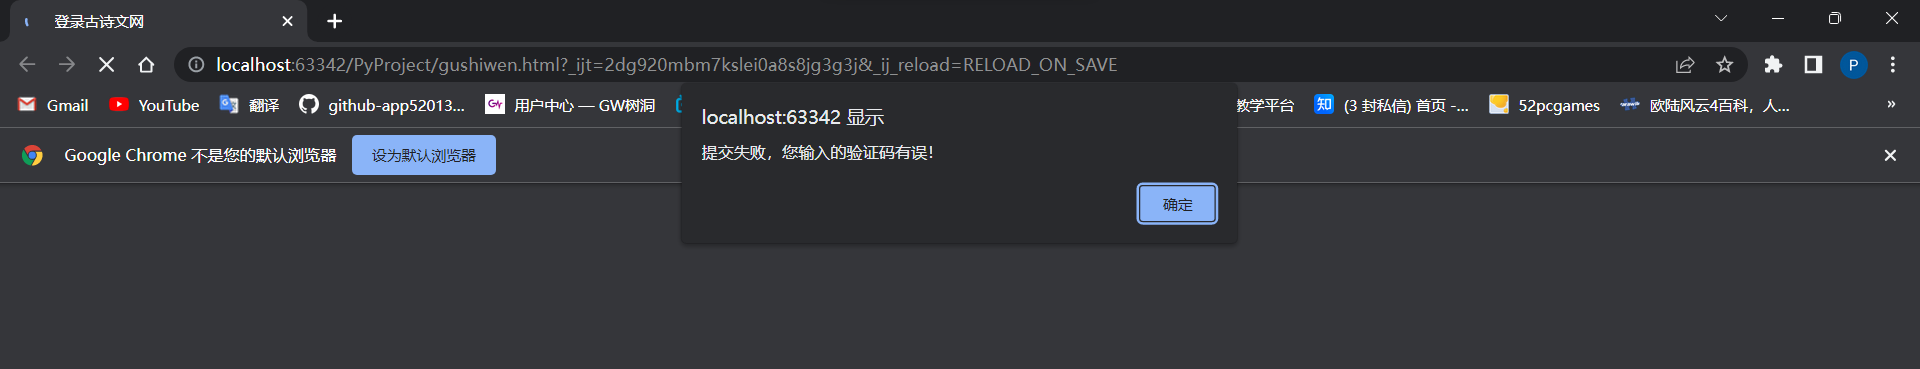 登录古诗文网
localhost:63342/PyProject/gushiwen.html?_ijt=2dg920mbm7kslei0a8s8jg3g3j&_ij_reload=RELOAD_ON_SAVE
P
Gmail YouTube 翻译 github-app52013... 用户中心 — GW树洞 教学平台 知 (3 封私信) 首页 -... 52pcgames 欧陆风云4百科，人... »
localhost:63342 显示
提交失败，您输入的验证码有误！
确定
Google Chrome 不是您的默认浏览器 设为默认浏览器